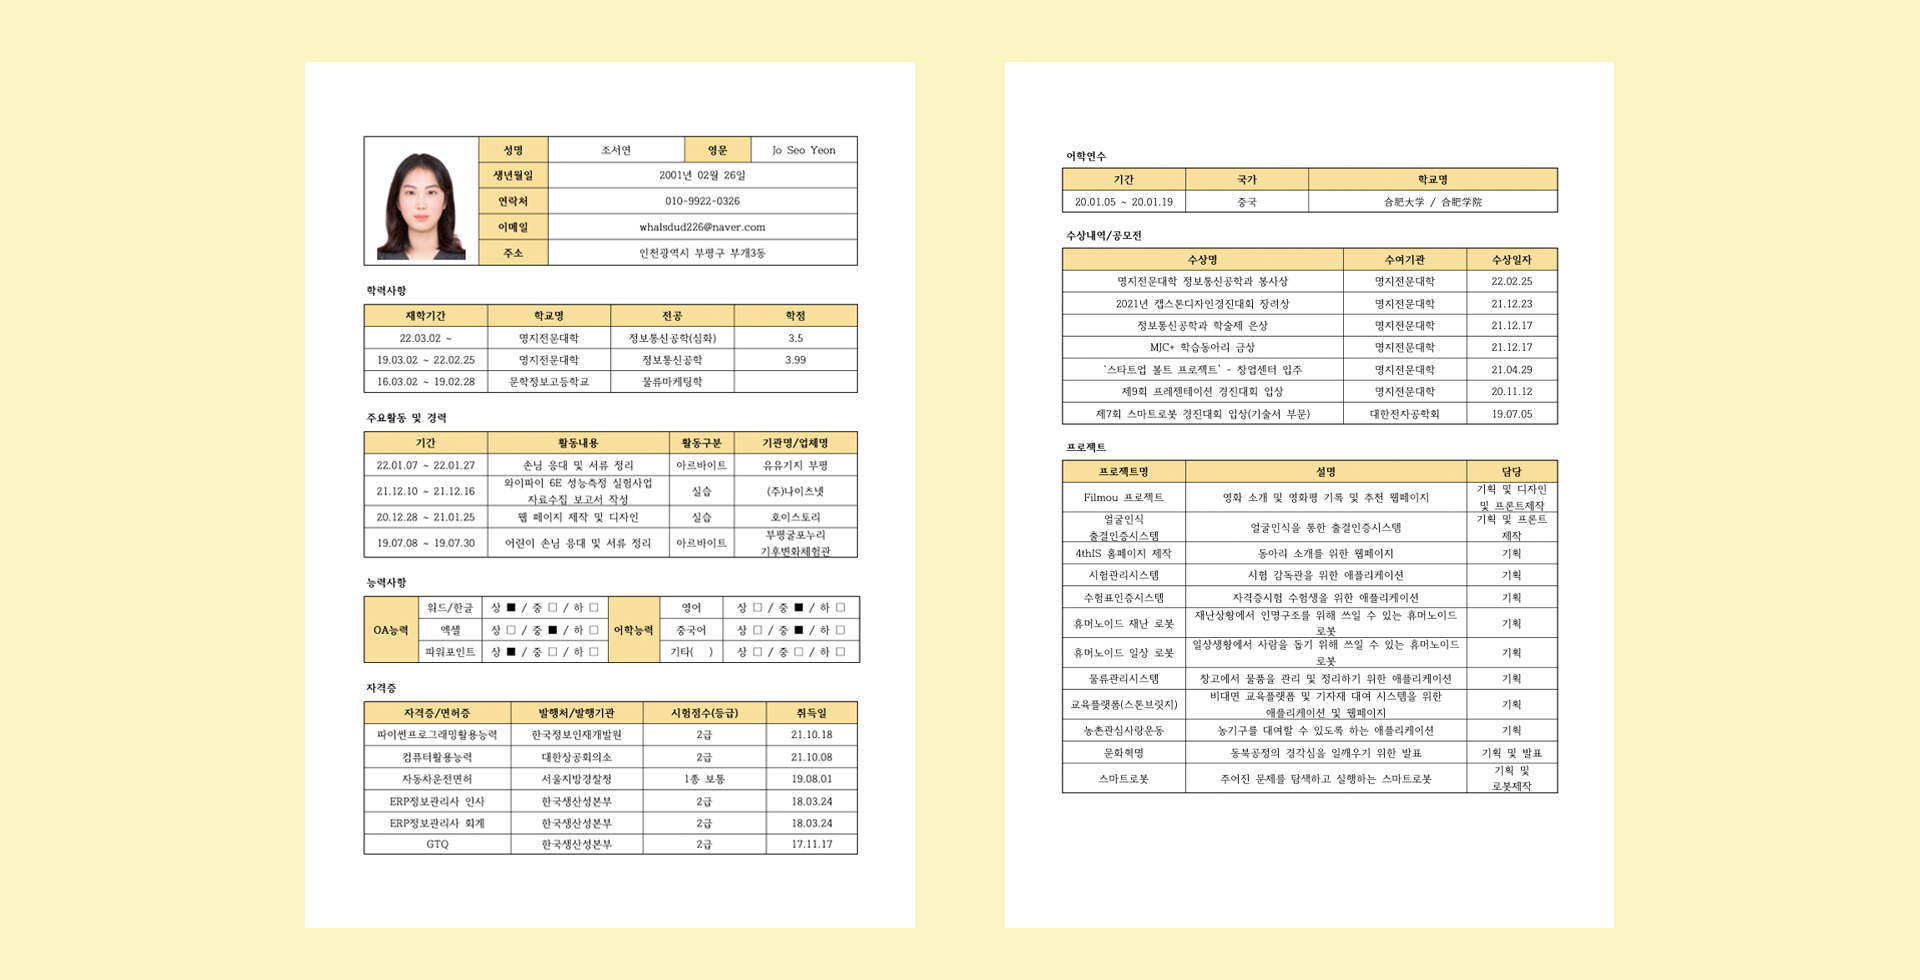 성명 조서연 영문 Jo Seo Yeon
생년월일 2001년 02월 26일
연락처 010-9922-0326
이메일 whalsdud226@naver.com
주소 인천광역시 부평구 부개3동
학력사항
재학기간 학교명 전공 학점
22.03.02 ~ 명지전문대학 정보통신공학(심화) 3.5
19.03.02 ~ 22.02.25 명지전문대학 정보통신공학 3.99
16.03.02 ~ 19.02.28 문학정보고등학교 물류마케팅학
주요활동 및 경력
기간 활동내용 활동구분 기관명/업체명
22.01.07 ~ 22.01.27 손님 응대 및 서류 정리 아르바이트 유유기지 부평
21.12.10 ~ 21.12.16 와이파이 6E 성능측정 실험사업 자료수집 보고서 작성 실습 (주)나이츠넷
20.12.28 ~ 21.01.25 웹 페이지 제작 및 디자인 실습 호이스토리
19.07.08 ~ 19.07.30 어린이 손님 응대 및 서류 정리 아르바이트 부평굴포누리 기후변화체험관
능력사항
OA능력 워드/한글 상 ■ / 중 □ / 하 □ 어학능력 영어 상 □ / 중 ■ / 하 □
엑셀 상 □ / 중 ■ / 하 □ 중국어 상 □ / 중 ■ / 하 □
파워포인트 상 ■ / 중 □ / 하 □ 기타( ) 상 □ / 중 □ / 하 □
자격증
자격증/면허증 발행처/발행기관 시험점수(등급) 취득일
파이썬프로그래밍활용능력 한국정보인재개발원 2급 21.10.18
컴퓨터활용능력 대한상공회의소 2급 21.10.08
자동차운전면허 서울지방경찰청 1종 보통 19.08.01
ERP정보관리사 인사 한국생산성본부 2급 18.03.24
ERP정보관리사 회계 한국생산성본부 2급 18.03.24
GTQ 한국생산성본부 2급 17.11.17
어학연수
기간 국가 학교명
20.01.05 ~ 20.01.19 중국 合肥大学 / 合肥学院
수상내역/공모전
수상명 수여기관 수상일자
명지전문대학 정보통신공학과 봉사상 명지전문대학 22.02.25
2021년 캡스톤디자인경진대회 장려상 명지전문대학 21.12.23
정보통신공학과 학술제 은상 명지전문대학 21.12.17
MJC+ 학습동아리 금상 명지전문대학 21.12.17
‘스타트업 볼트 프로젝트’ - 창업센터 입주 명지전문대학 21.04.29
제9회 프레젠테이션 경진대회 입상 명지전문대학 20.11.12
제7회 스마트로봇 경진대회 입상(기술서 부문) 대한전자공학회 19.07.05
프로젝트
프로젝트명 설명 담당
Filmou 프로젝트 영화 소개 및 영화평 기록 및 추천 웹페이지 기획 및 디자인 및 프론트제작
얼굴인식 출결인증시스템 얼굴인식을 통한 출결인증시스템 기획 및 프론트 제작
4thIS 홈페이지 제작 동아리 소개를 위한 웹페이지 기획
시험관리시스템 시험 감독관을 위한 애플리케이션 기획
수험표인증시스템 자격증시험 수험생을 위한 애플리케이션 기획
휴머노이드 재난 로봇 재난상황에서 인명구조를 위해 쓰일 수 있는 휴머노이드 로봇 기획
휴머노이드 일상 로봇 일상생황에서 사람을 돕기 위해 쓰일 수 있는 휴머노이드 로봇 기획
물류관리시스템 창고에서 물품을 관리 및 정리하기 위한 애플리케이션 기획
교육플랫폼(스톤브릿지) 비대면 교육플랫폼 및 기자재 대여 시스템을 위한 애플리케이션 및 웹페이지 기획
농촌관심사랑운동 농기구를 대여할 수 있도록 하는 애플리케이션 기획
문화혁명 동북공정의 경각심을 일깨우기 위한 발표 기획 및 발표
스마트로봇 주어진 문제를 탐색하고 실행하는 스마트로봇 기획 및 로봇제작